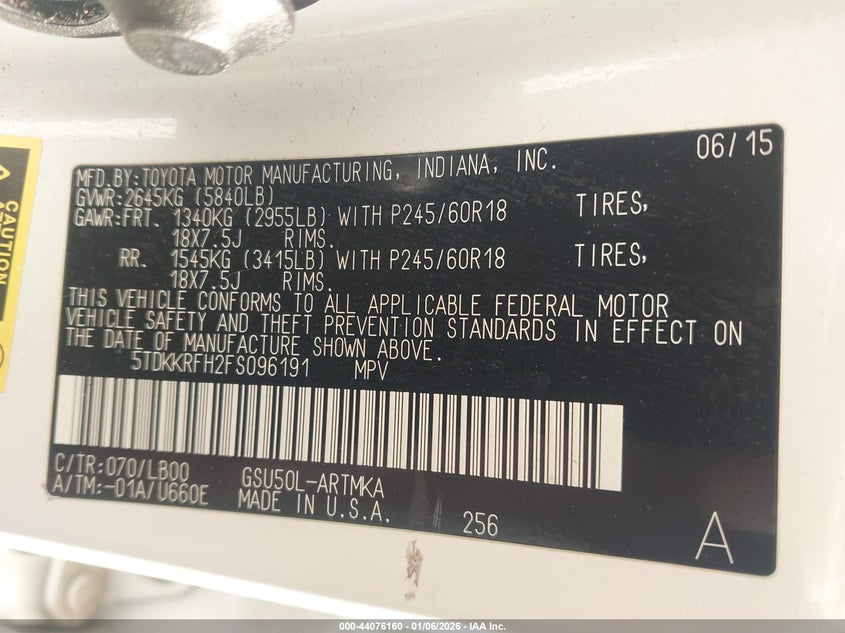 06/15
MFD.BY:TOYOTA MOTOR MANUFACTURING, INDIANA, INC.
GVWR:2645KG (5840LB)
GAWR:FRT. 1340KG (2955LB) WITH P245/60R18 TIRES,
18X7.5J RIMS.
RR. 1545KG (3415LB) WITH P245/60R18 TIRES,
18X7.5J RIMS.
THIS VEHICLE CONFORMS TO ALL APPLICABLE FEDERAL MOTOR
VEHICLE SAFETY AND THEFT PREVENTION STANDARDS IN EFFECT ON
THE DATE OF MANUFACTURE SHOWN ABOVE.
5TDKKRFH2FS096191 MPV
C/TR:070/LB00 GSU50L-ARTMKA
A/TM:-01A/U660E MADE IN U.S.A. 256
A
CAUTION
000-44076160 - 01/06/2026 - IAA Inc.